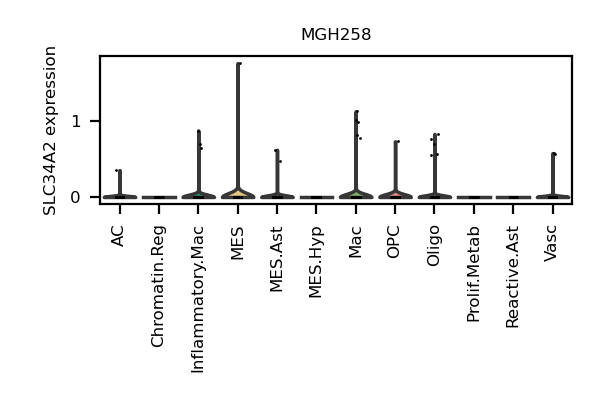 MGH258
SLC34A2 expression
1
0
AC
Chromatin.Reg
Inflammatory.Mac
MES
MES.Ast
MES.Hyp
Mac
OPC
Oligo
Prolif.Metab
Reactive.Ast
Vasc